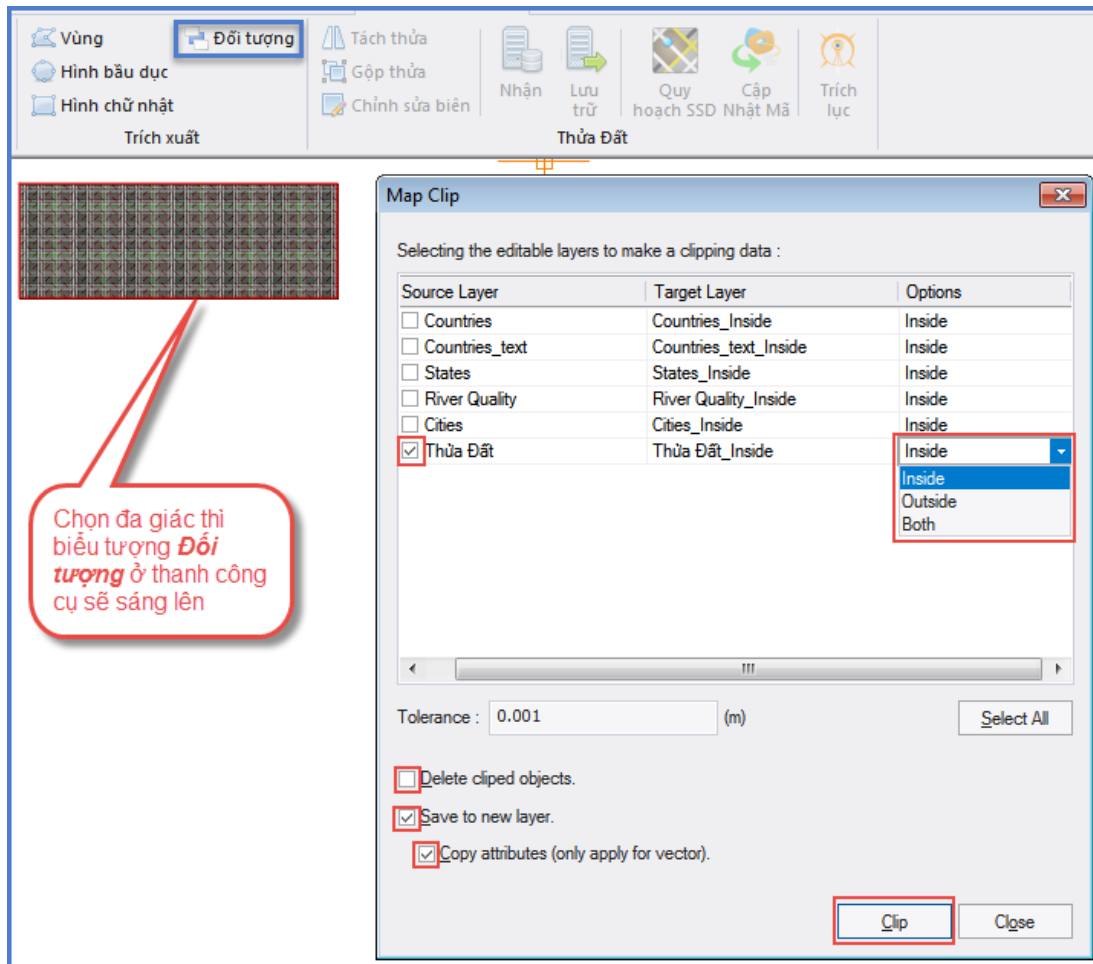 Vùng
Đối tượng
Hình bầu dục
Hình chữ nhật
Trích xuất
Tách thửa
Gộp thửa
Chỉnh sửa biên
Nhận
Lưu
trữ
Quy
hoạch SSD
Cập
Nhật Mã
Trích
lục
Thửa Đất
Chọn đa giác thì
biểu tượng Đối
tượng ở thanh công
cụ sẽ sáng lên
Map Clip
Selecting the editable layers to make a clipping data :
Source Layer Target Layer Options
Countries Countries_Inside Inside
Countries_text Countries_text_Inside Inside
States States_Inside Inside
River Quality River Quality_Inside Inside
Cities Cities_Inside Inside
Thửa Đất Thửa Đất_Inside Inside
Inside
Outside
Both
Tolerance : 0.001 (m) Select All
Delete cliped objects.
Save to new layer.
Copy attributes (only apply for vector).
Clip Close